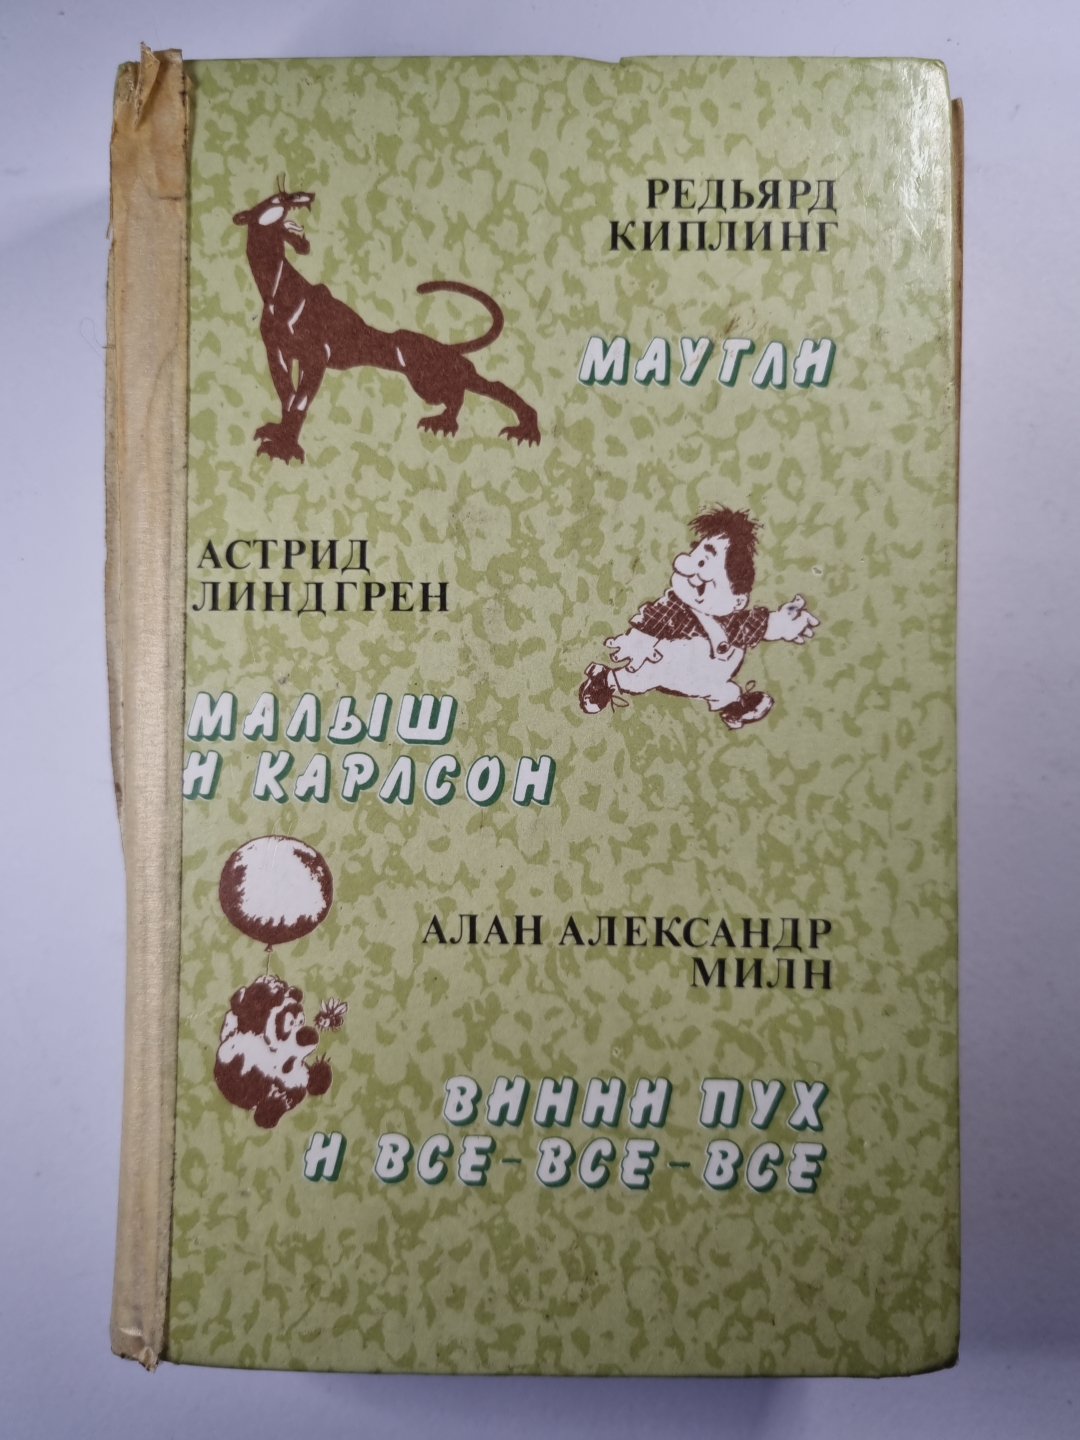 РЕДЬЯРД
КИПЛИНГ
МАУГЛИ
АСТРИД
ЛИНДГРЕН
МАЛЫШ
И КАРЛСОН
АЛАН АЛЕКСАНДР
МИЛН
ВИННИ ПУХ
И ВСЕ-ВСЕ-ВСЕ